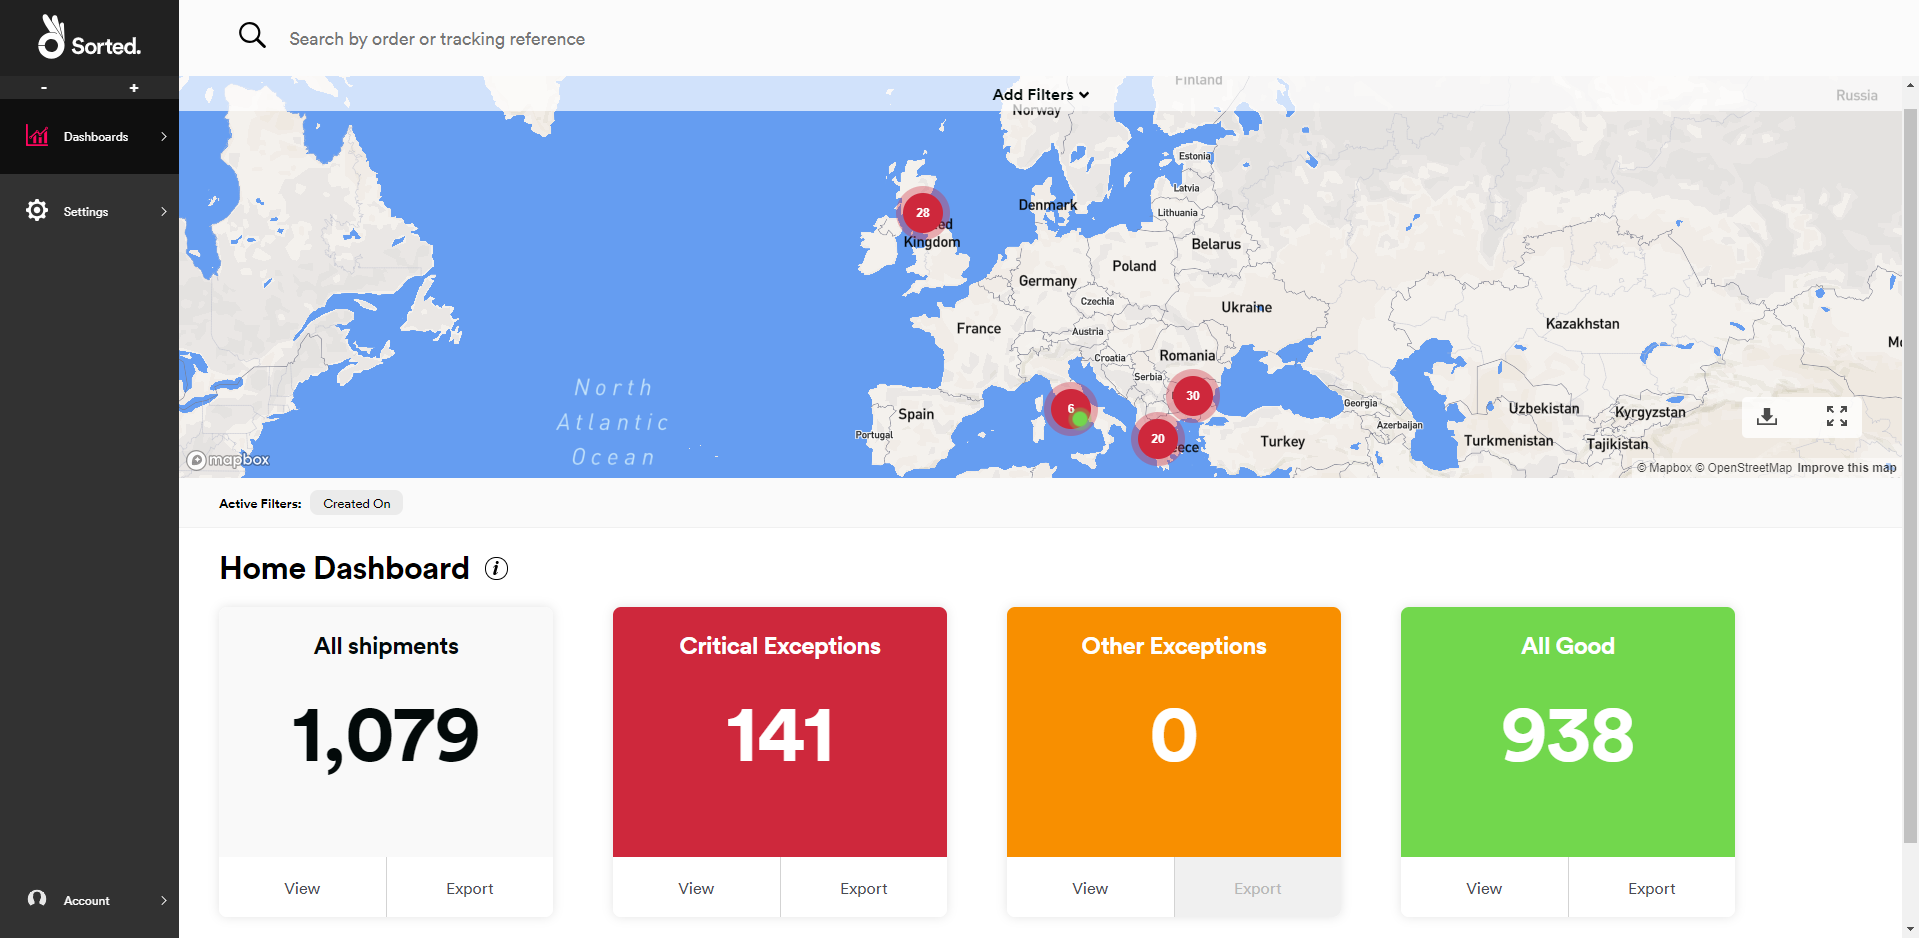 Sorted.
- +
Dashboards
Settings
Account
Search by order or tracking reference
Add Filters
Finland
Russia
Norway
Estonia
Latvia
Lithuania
Denmark
28
Kingdom
Belarus
Poland
Germany
Czechia
Ukraine
Kazakhstan
France
Austria
Croatia
Romania
Serbia
North
Atlantic
Ocean
Spain
Portugal
6
30
20
Georgia
Azerbaijan
Turkey
Uzbekistan
Kyrgyzstan
Turkmenistan
Tajikistan
mapbox
© Mapbox © OpenStreetMap Improve this map
Active Filters: Created On
Home Dashboard i
All shipments
1,079
View Export
Critical Exceptions
141
View Export
Other Exceptions
0
View Export
All Good
938
View Export